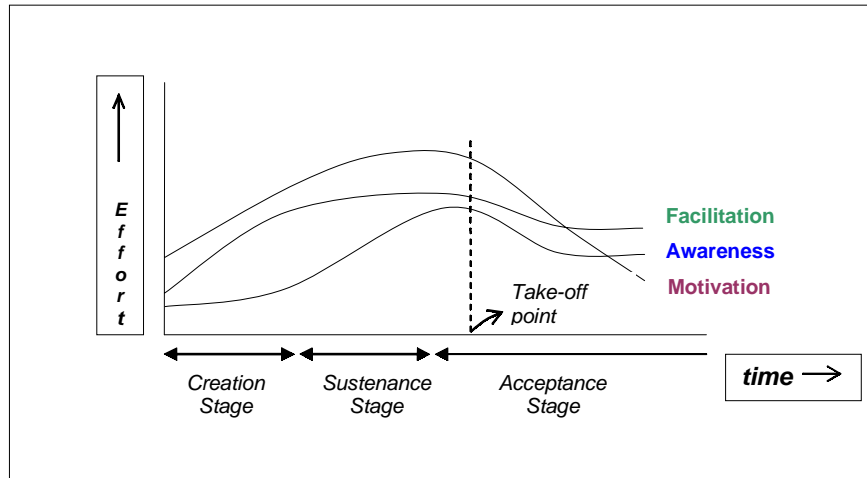 Effort
Facilitation
Awareness
Motivation
Take-off
point
Creation
Stage
Sustenance
Stage
Acceptance
Stage
time